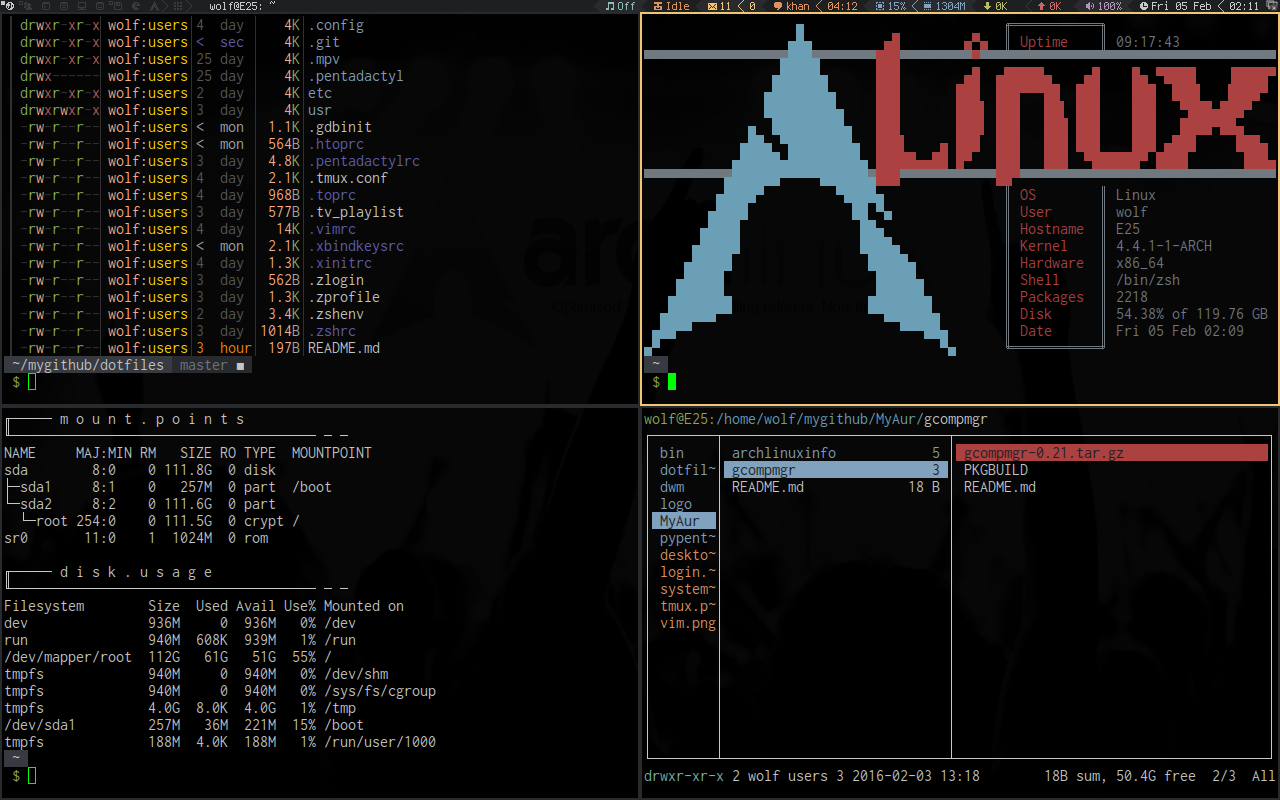 wolf@E25: ~
Off Idle 11 0 khan 04:12 15% 1304M 0K 0K 100% Fri 05 Feb 02:11
drwxr-xr-x wolf:users 4 day 4K .config
drwxr-xr-x wolf:users < sec 4K .git
drwxr-xr-x wolf:users 25 day 4K .mpv
drwx------ wolf:users 25 day 4K .pentadactyl
drwxr-xr-x wolf:users 2 day 4K etc
drwxrwxr-x wolf:users 3 day 4K usr
-rw-r--r-- wolf:users < mon 1.1K .gdbinit
-rw-r--r-- wolf:users < mon 564B .htoprc
-rw-r--r-- wolf:users 3 day 4.8K .pentadactylrc
-rw-r--r-- wolf:users 4 day 2.1K .tmux.conf
-rw-r--r-- wolf:users 4 day 968B .toprc
-rw-r--r-- wolf:users 3 day 577B .tv_playlist
-rw-r--r-- wolf:users 4 day 14K .vimrc
-rw-r--r-- wolf:users < mon 2.1K .xbindkeysrc
-rw-r--r-- wolf:users 4 day 1.3K .xinitrc
-rw-r--r-- wolf:users 3 day 562B .zlogin
-rw-r--r-- wolf:users 3 day 1.3K .zprofile
-rw-r--r-- wolf:users 2 day 3.4K .zshenv
-rw-r--r-- wolf:users 3 day 1014B .zshrc
-rw-r--r-- wolf:users 3 hour 197B README.md
~/mygithub/dotfiles master ■
$
Linux
Uptime 09:17:43
OS Linux
User wolf
Hostname E25
Kernel 4.4.1-1-ARCH
Hardware x86_64
Shell /bin/zsh
Packages 2218
Disk 54.38% of 119.76 GB
Date Fri 05 Feb 02:09
~
$
mount.points
NAME MAJ:MIN RM SIZE RO TYPE MOUNTPOINT
sda 8:0 0 111.8G 0 disk
├─sda1 8:1 0 257M 0 part /boot
└─sda2 8:2 0 111.6G 0 part
└─root 254:0 0 111.5G 0 crypt /
sr0 11:0 1 1024M 0 rom
disk.usage
Filesystem Size Used Avail Use% Mounted on
dev 936M 0 936M 0% /dev
run 940M 608K 939M 1% /run
/dev/mapper/root 112G 61G 51G 55% /
tmpfs 940M 0 940M 0% /dev/shm
tmpfs 940M 0 940M 0% /sys/fs/cgroup
tmpfs 4.0G 8.0K 4.0G 1% /tmp
/dev/sda1 257M 36M 221M 15% /boot
tmpfs 188M 4.0K 188M 1% /run/user/1000
~
$
wolf@E25:/home/wolf/mygithub/MyAur/gcompmgr
bin archlinuxinfo 5 gcompmgr-0.21.tar.gz
dotfil~ gcompmgr 3 PKGBUILD
dwm README.md 18 B README.md
logo
MyAur
pypent~
deskto~
login.~
system~
tmux.p~
vim.png
drwxr-xr-x 2 wolf users 3 2016-02-03 13:18 18B sum, 50.4G free 2/3 All